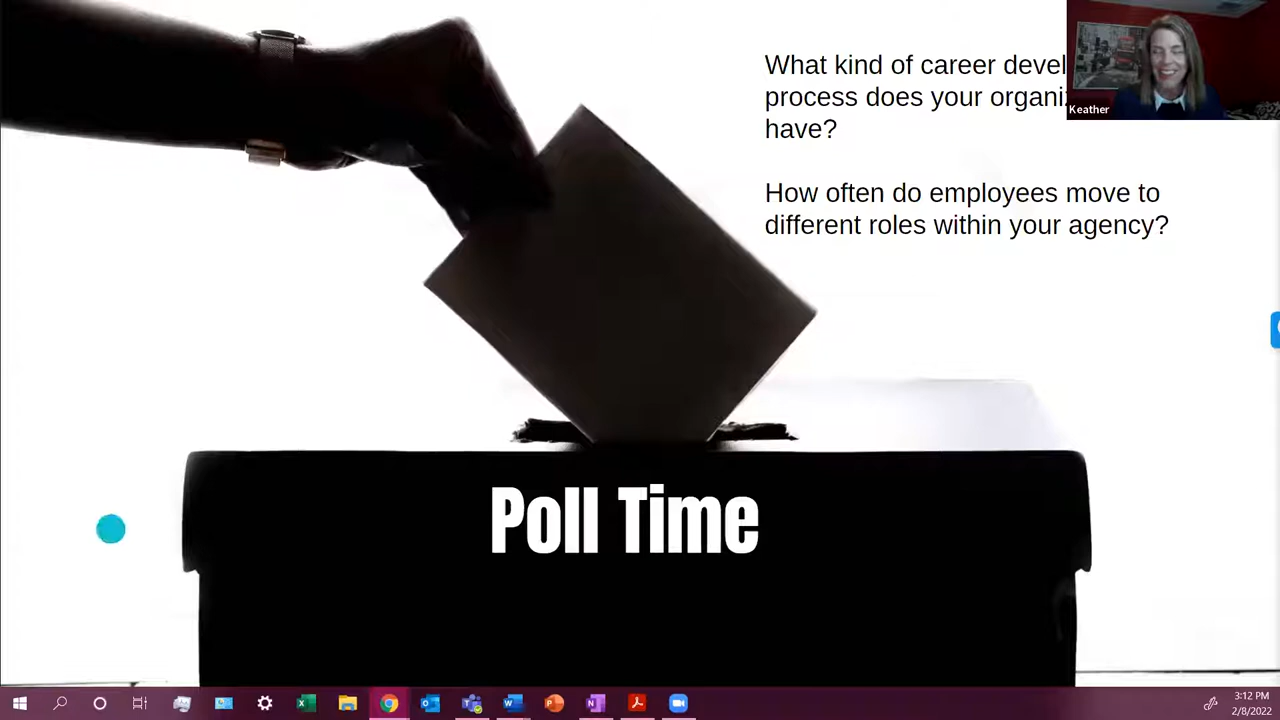 What kind of career devel
process does your organiz
have?
Keather
How often do employees move to
different roles within your agency?
Poll Time
3:12 PM
2/8/2022